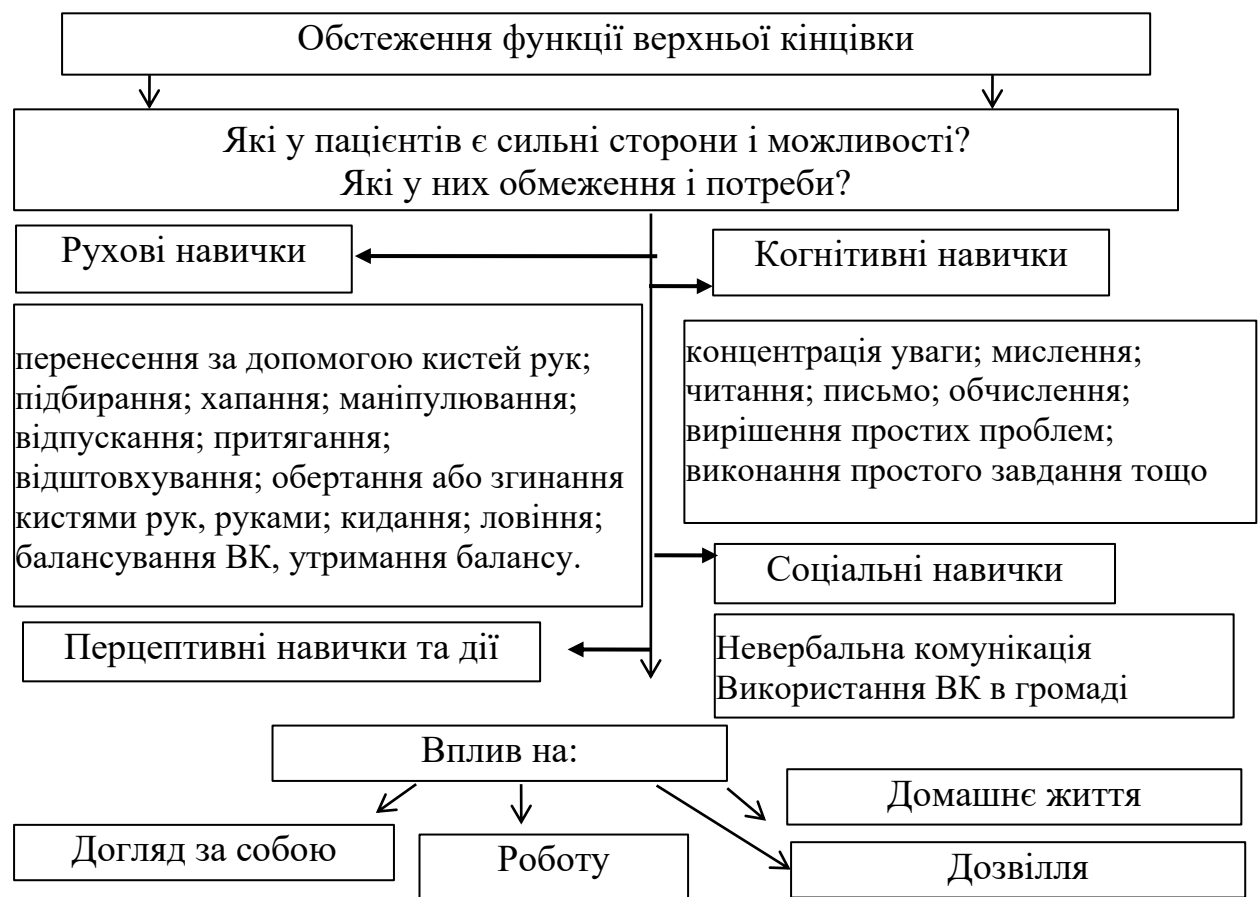 Обстеження функції верхньої кінцівки
Які у пацієнтів є сильні сторони і можливості?
Які у них обмеження і потреби?
Рухові навички
Когнітивні навички
перенесення за допомогою кистей рук;
підбирання; хапання; маніпулювання;
відпускання; притягання;
відштовхування; обертання або згинання
кистями рук, руками; кидання; ловіння;
балансування ВК, утримання балансу.
концентрація уваги; мислення;
читання; письмо; обчислення;
вирішення простих проблем;
виконання простого завдання тощо
Соціальні навички
Перцептивні навички та дії
Невербальна комунікація
Використання ВК в громаді
Вплив на:
Домашнє життя
Догляд за собою
Роботу
Дозвілля